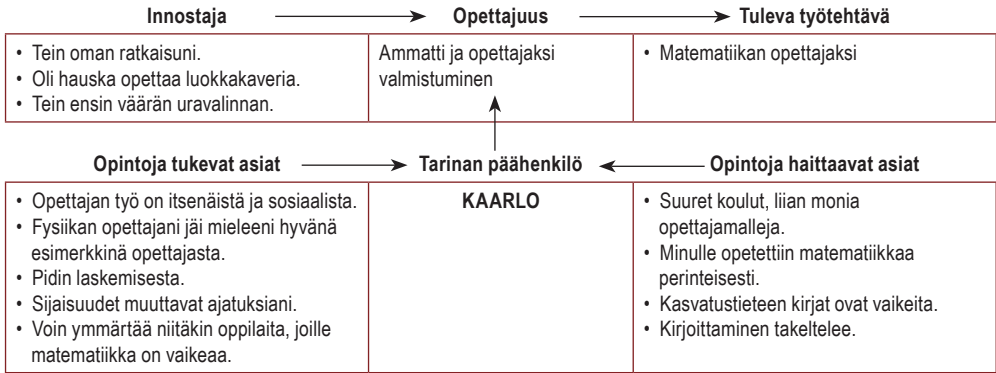 Innostaja Opettajuus Tuleva työtehtävä
• Tein oman ratkaisuni.
• Oli hauska opettaa luokkakaveria.
• Tein ensin väärän uravalinnan.
Ammatti ja opettajaksi
valmistuminen
• Matematiikan opettajaksi
Opintoja tukevat asiat Tarinan päähenkilö Opintoja haittaavat asiat
• Opettajan työ on itsenäistä ja sosiaalista.
• Fysiikan opettajani jäi mieleeni hyvänä
esimerkkinä opettajasta.
• Pidin laskemisesta.
• Sijaisuudet muuttavat ajatuksiani.
• Voin ymmärtää niitäkin oppilaita, joille
matematiikka on vaikeaa.
KAARLO
• Suuret koulut, liian monia
opettajamalleja.
• Minulle opetettiin matematiikkaa
perinteisesti.
• Kasvatustieteen kirjat ovat vaikeita.
• Kirjoittaminen takeltelee.